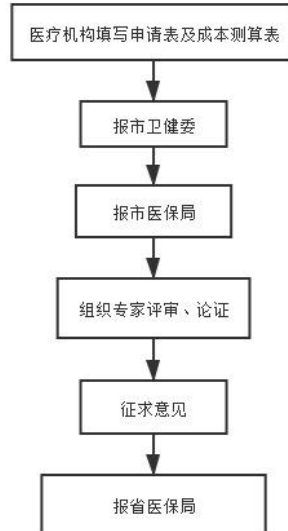 医疗机构填写申请表及成本测算表
报市卫健委
报市医保局
组织专家评审、论证
征求意见
报省医保局